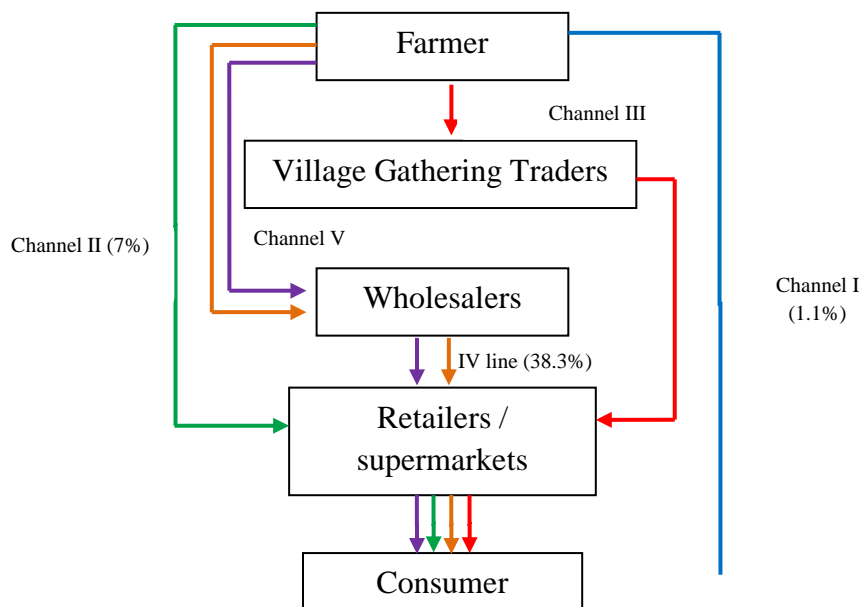 Farmer
Channel III
Village Gathering Traders
Channel II (7%)
Channel V
Wholesalers
Channel I
(1.1%)
IV line (38.3%)
Retailers /
supermarkets
Consumer